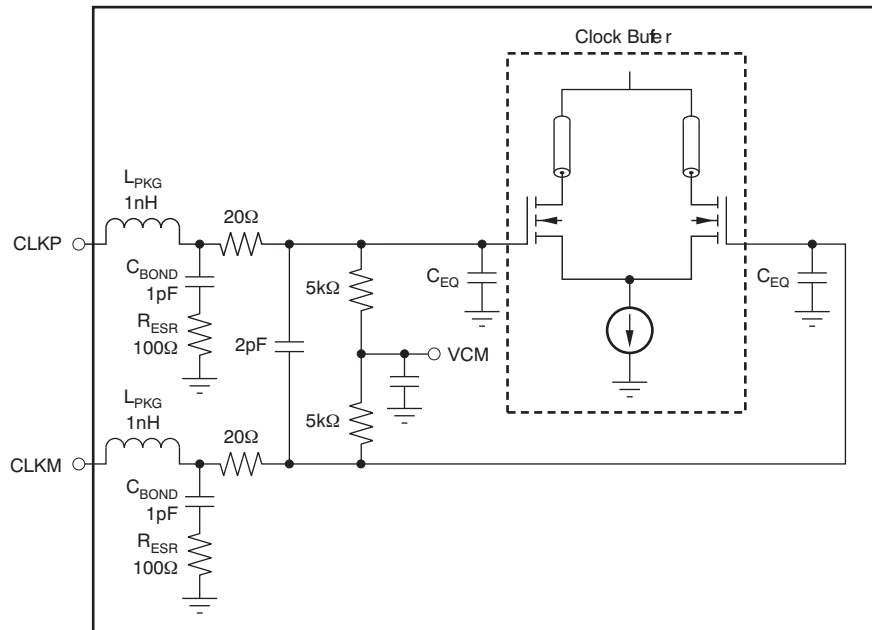 Clock Bufer
L_PKG
1nH
20Ω
CLKP
C_BOND
1pF
5kΩ
C_EQ
C_EQ
R_ESR
100Ω
2pF
VCM
L_PKG
1nH
5kΩ
20Ω
CLKM
C_BOND
1pF
R_ESR
100Ω